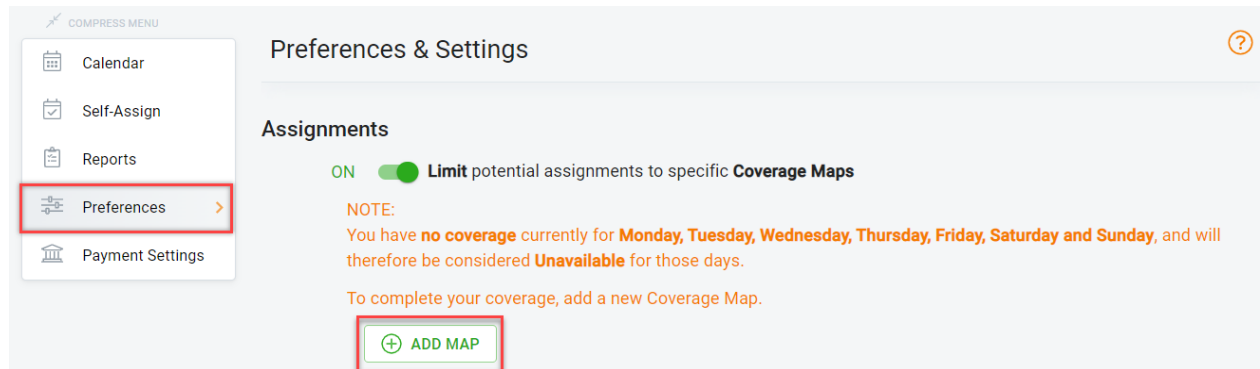 COMPRESS MENU
Calendar
Self-Assign
Reports
Preferences
Payment Settings
Preferences & Settings
?
Assignments
ON Limit potential assignments to specific Coverage Maps
NOTE:
You have no coverage currently for Monday, Tuesday, Wednesday, Thursday, Friday, Saturday and Sunday, and will
therefore be considered Unavailable for those days.
To complete your coverage, add a new Coverage Map.
ADD MAP